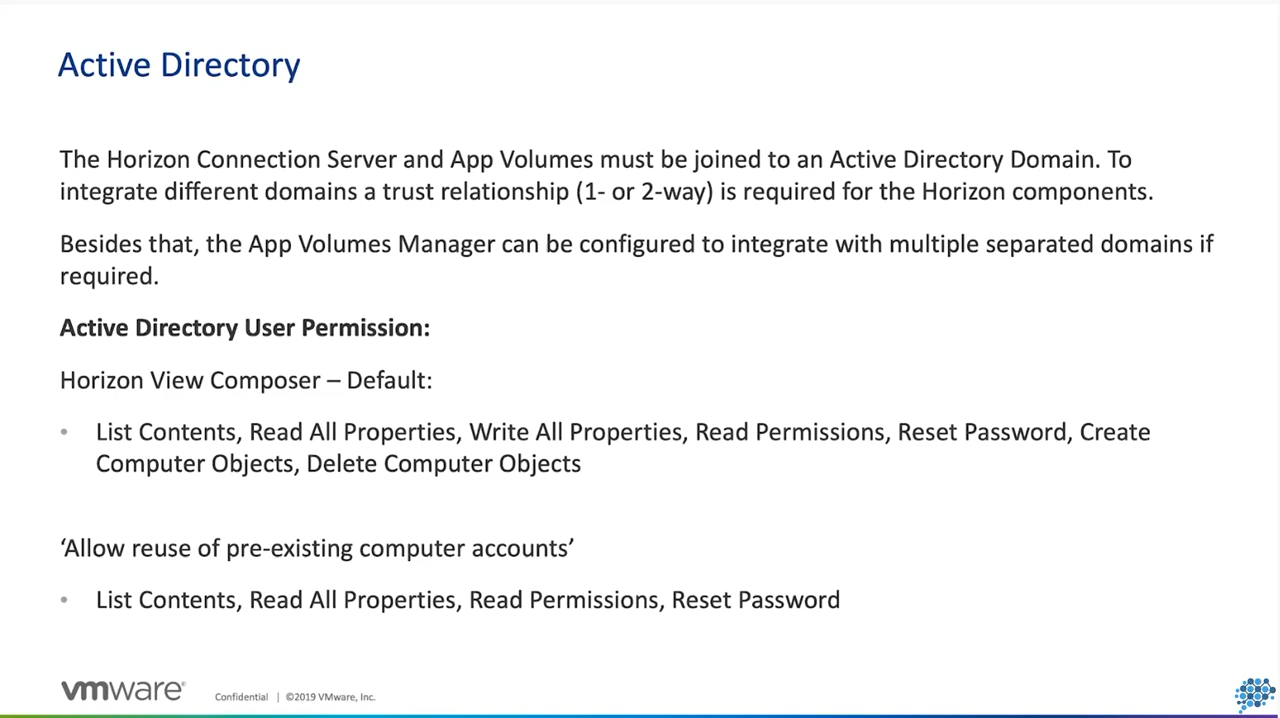 Active Directory
The Horizon Connection Server and App Volumes must be joined to an Active Directory Domain. To
integrate different domains a trust relationship (1- or 2-way) is required for the Horizon components.
Besides that, the App Volumes Manager can be configured to integrate with multiple separated domains if
required.
Active Directory User Permission:
Horizon View Composer – Default:
• List Contents, Read All Properties, Write All Properties, Read Permissions, Reset Password, Create
Computer Objects, Delete Computer Objects
‘Allow reuse of pre-existing computer accounts’
• List Contents, Read All Properties, Read Permissions, Reset Password
vmware® Confidential | ©2019 VMware, Inc.